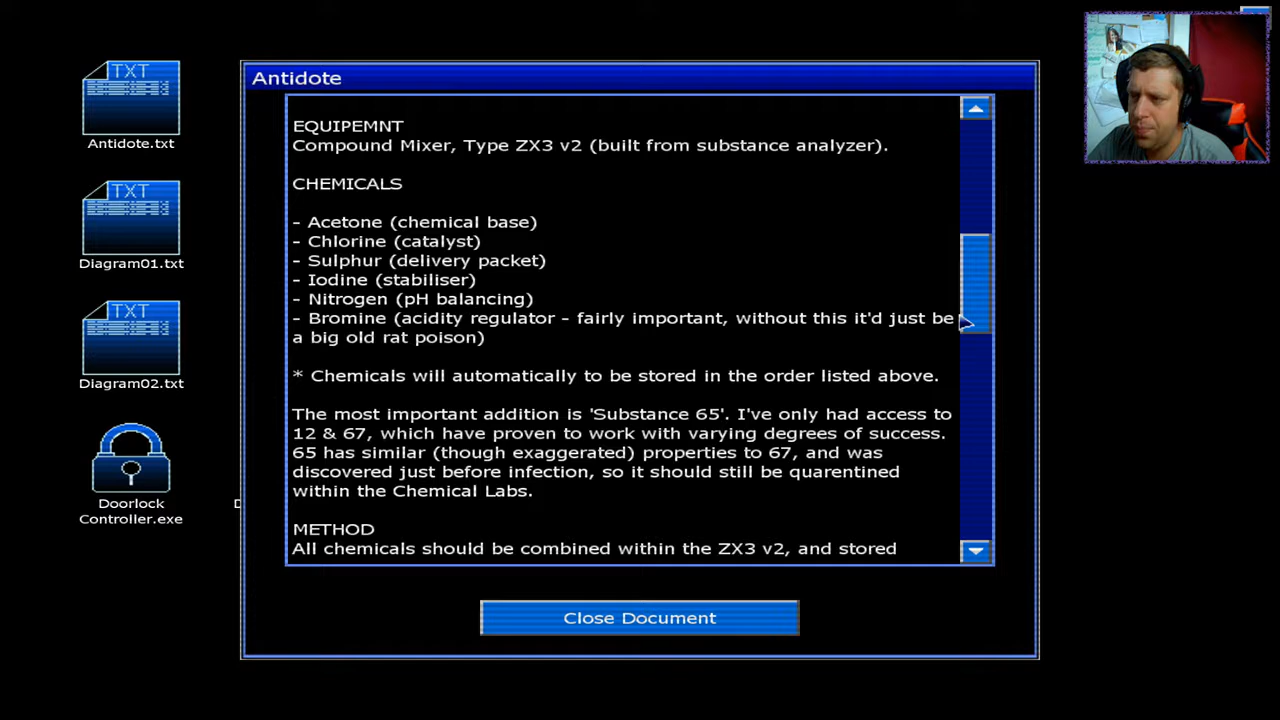 Antidote
EQUIPEMNT
Compound Mixer, Type ZX3 v2 (built from substance analyzer).
CHEMICALS
- Acetone (chemical base)
- Chlorine (catalyst)
- Sulphur (delivery packet)
- Iodine (stabiliser)
- Nitrogen (pH balancing)
- Bromine (acidity regulator - fairly important, without this it'd just be
a big old rat poison)
* Chemicals will automatically to be stored in the order listed above.
The most important addition is 'Substance 65'. I've only had access to
12 & 67, which have proven to work with varying degrees of success.
65 has similar (though exaggerated) properties to 67, and was
discovered just before infection, so it should still be quarentined
within the Chemical Labs.
METHOD
All chemicals should be combined within the ZX3 v2, and stored
Close Document
TXT
Antidote.txt
TXT
Diagram01.txt
TXT
Diagram02.txt
Doorlock
Controller.exe